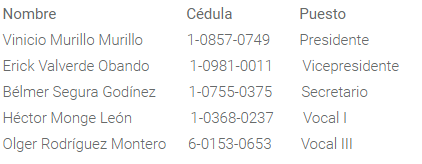 Nombre Cédula Puesto
Vinicio Murillo Murillo 1-0857-0749 Presidente
Erick Valverde Obando 1-0981-0011 Vicepresidente
Bélmer Segura Godínez 1-0755-0375 Secretario
Héctor Monge León 1-0368-0237 Vocal I
Olger Rodríguez Montero 6-0153-0653 Vocal III